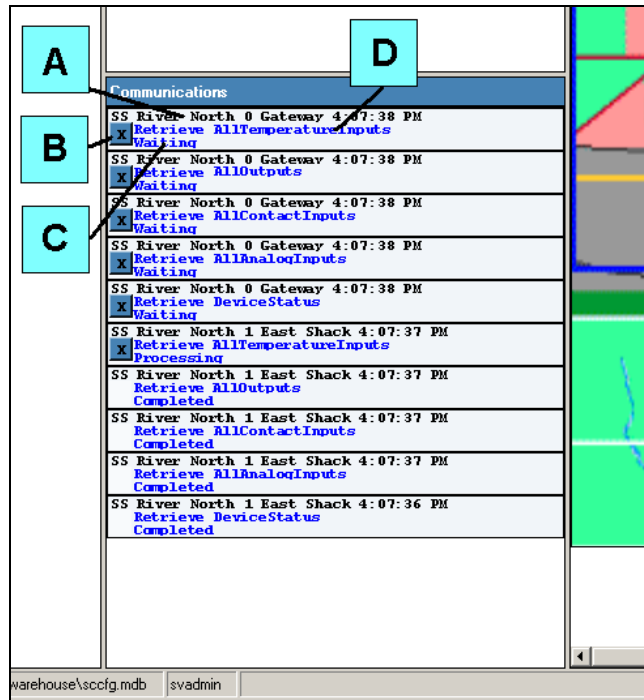 A
D
Communications
SS River North 0 Gateway 4:07:38 PM
B
x Retrieve AllTemperatureInputs
Waiting
SS River North 0 Gateway 4:07:38 PM
x Retrieve AllOutputs
Waiting
C
SS River North 0 Gateway 4:07:38 PM
x Retrieve AllContactInputs
Waiting
SS River North 0 Gateway 4:07:38 PM
x Retrieve AllAnalogInputs
Waiting
SS River North 0 Gateway 4:07:38 PM
x Retrieve DeviceStatus
Waiting
SS River North 1 East Shack 4:07:37 PM
x Retrieve AllTemperatureInputs
Processing
SS River North 1 East Shack 4:07:37 PM
Retrieve AllOutputs
Completed
SS River North 1 East Shack 4:07:37 PM
Retrieve AllContactInputs
Completed
SS River North 1 East Shack 4:07:37 PM
Retrieve AllAnalogInputs
Completed
SS River North 1 East Shack 4:07:36 PM
Retrieve DeviceStatus
Completed
warehouse\sccfg.mdb svadmin